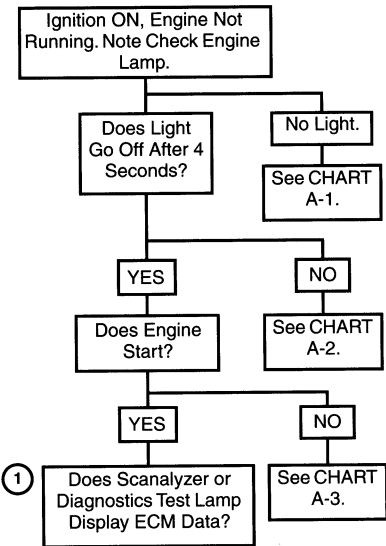 Ignition ON, Engine Not
Running. Note Check Engine
Lamp.
Does Light
Go Off After 4
Seconds?
No Light.
See CHART
A-1.
YES
NO
Does Engine
Start?
See CHART
A-2.
YES
NO
1
Does Scanalyzer or
Diagnostics Test Lamp
Display ECM Data?
See CHART
A-3.